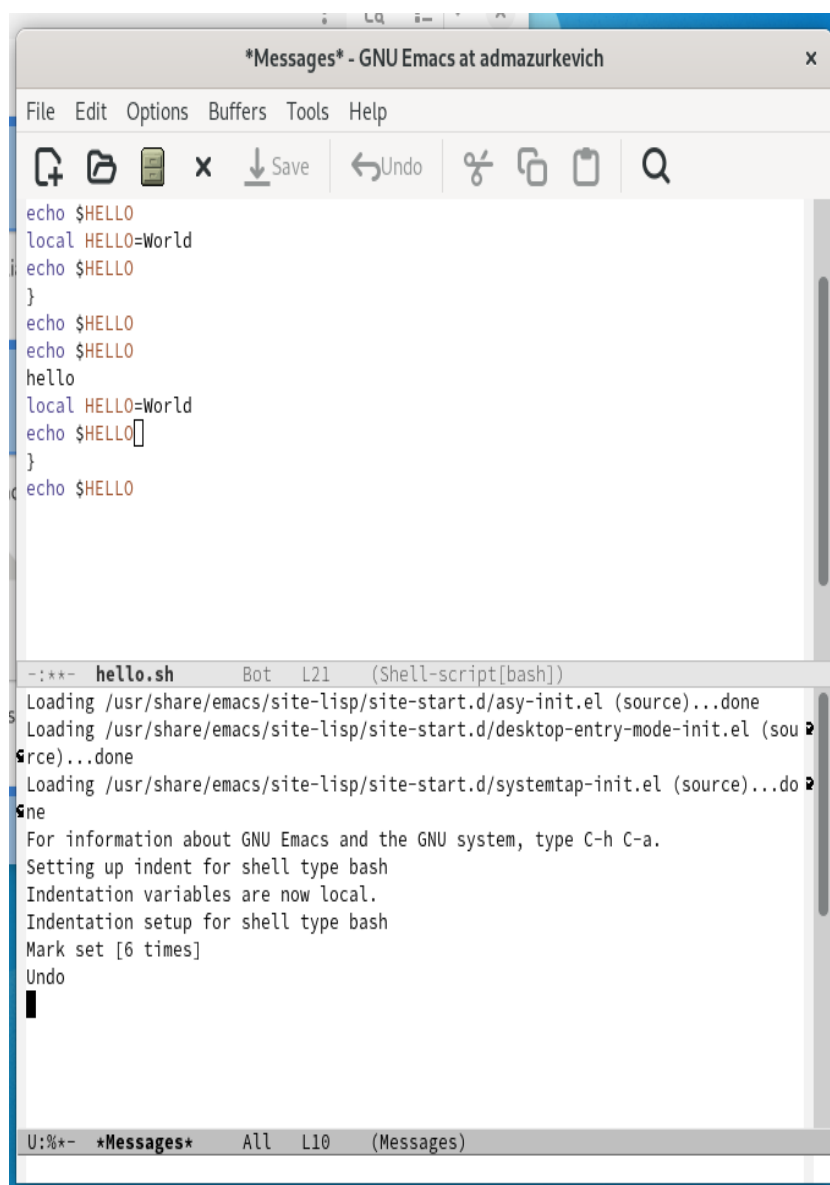 *Messages* - GNU Emacs at admazurkevich x
File Edit Options Buffers Tools Help
Save Undo
echo $HELLO
local HELLO=World
echo $HELLO
}
echo $HELLO
echo $HELLO
hello
local HELLO=World
echo $HELLO
}
echo $HELLO
-:**- hello.sh Bot L21 (Shell-script[bash])
Loading /usr/share/emacs/site-lisp/site-start.d/asy-init.el (source)...done
Loading /usr/share/emacs/site-lisp/site-start.d/desktop-entry-mode-init.el (sou
rce)...done
Loading /usr/share/emacs/site-lisp/site-start.d/systemtap-init.el (source)...do
ne
For information about GNU Emacs and the GNU system, type C-h C-a.
Setting up indent for shell type bash
Indentation variables are now local.
Indentation setup for shell type bash
Mark set [6 times]
Undo
U:%*- *Messages* All L10 (Messages)